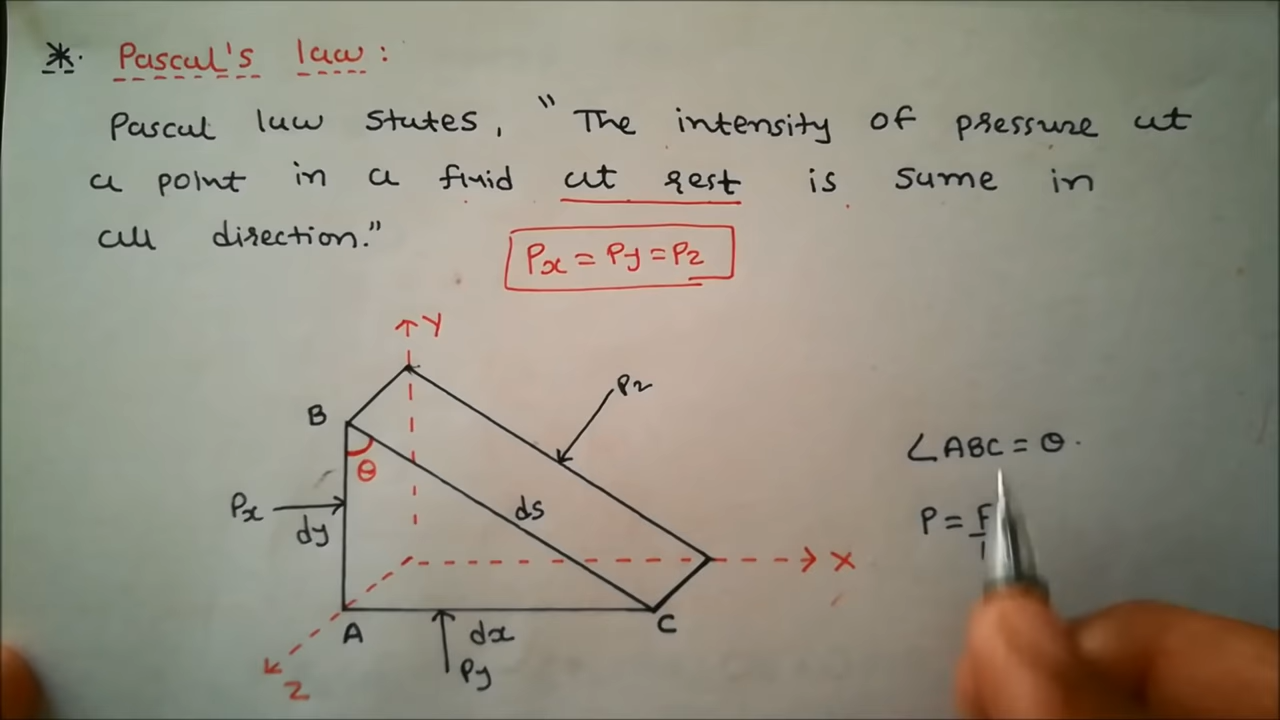 *. Pascal's law:
Pascal law states, "The intensity of pressure at
a point in a fluid at rest is same in
all direction."
Px = Py = Pz
Y
B
Pz
θ
∠ABC = θ.
Px
dy
ds
P = F
X
A
C
dx
Py
Z